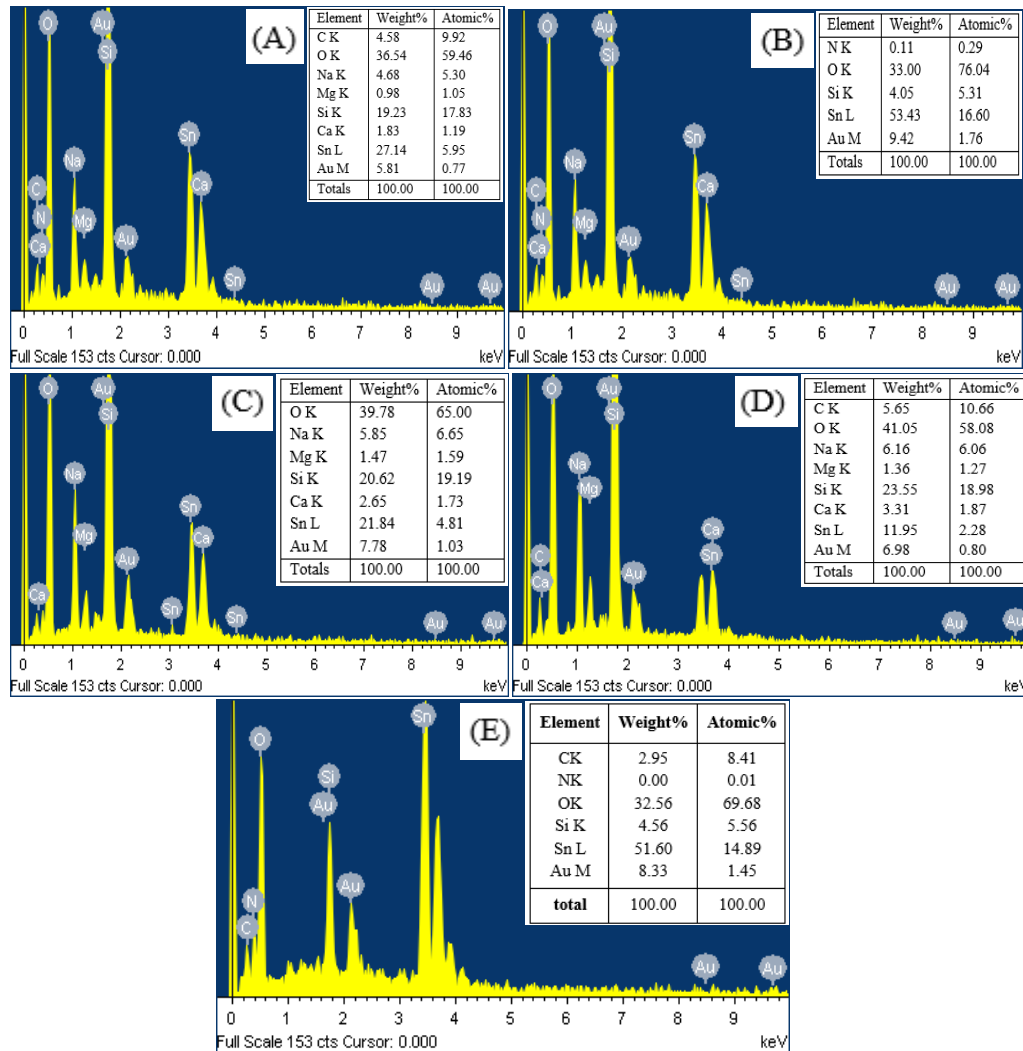 (A)
O
Au
Si
Na
C
N
Ca
Mg
Au
Sn
Ca
Sn
Au
Au
Element Weight% Atomic%
C K 4.58 9.92
O K 36.54 59.46
Na K 4.68 5.30
Mg K 0.98 1.05
Si K 19.23 17.83
Ca K 1.83 1.19
Sn L 27.14 5.95
Au M 5.81 0.77
Totals 100.00 100.00
0 1 2 3 4 5 6 7 8 9
Full Scale 153 cts Cursor: 0.000 keV
(B)
O
Au
Si
Na
C
N
Ca
Mg
Au
Sn
Ca
Sn
Au
Au
Element Weight% Atomic%
N K 0.11 0.29
O K 33.00 76.04
Si K 4.05 5.31
Sn L 53.43 16.60
Au M 9.42 1.76
Totals 100.00 100.00
0 1 2 3 4 5 6 7 8 9
Full Scale 153 cts Cursor: 0.000 keV
(C)
O
Au
Si
Na
Mg
Ca
Au
Sn
Sn
Ca
Sn
Au
Au
Element Weight% Atomic%
O K 39.78 65.00
Na K 5.85 6.65
Mg K 1.47 1.59
Si K 20.62 19.19
Ca K 2.65 1.73
Sn L 21.84 4.81
Au M 7.78 1.03
Totals 100.00 100.00
0 1 2 3 4 5 6 7 8 9
Full Scale 153 cts Cursor: 0.000 keV
(D)
O
Au
Si
Na
Mg
C
Ca
Au
Ca
Sn
Au
Au
Element Weight% Atomic%
C K 5.65 10.66
O K 41.05 58.08
Na K 6.16 6.06
Mg K 1.36 1.27
Si K 23.55 18.98
Ca K 3.31 1.87
Sn L 11.95 2.28
Au M 6.98 0.80
Totals 100.00 100.00
0 1 2 3 4 5 6 7 8 9
Full Scale 153 cts Cursor: 0.000 keV
(E)
O
Si
Au
N
C
Au
Sn
Au
Au
Element Weight% Atomic%
CK 2.95 8.41
NK 0.00 0.01
OK 32.56 69.68
Si K 4.56 5.56
Sn L 51.60 14.89
Au M 8.33 1.45
total 100.00 100.00
0 1 2 3 4 5 6 7 8 9
Full Scale 153 cts Cursor: 0.000 keV